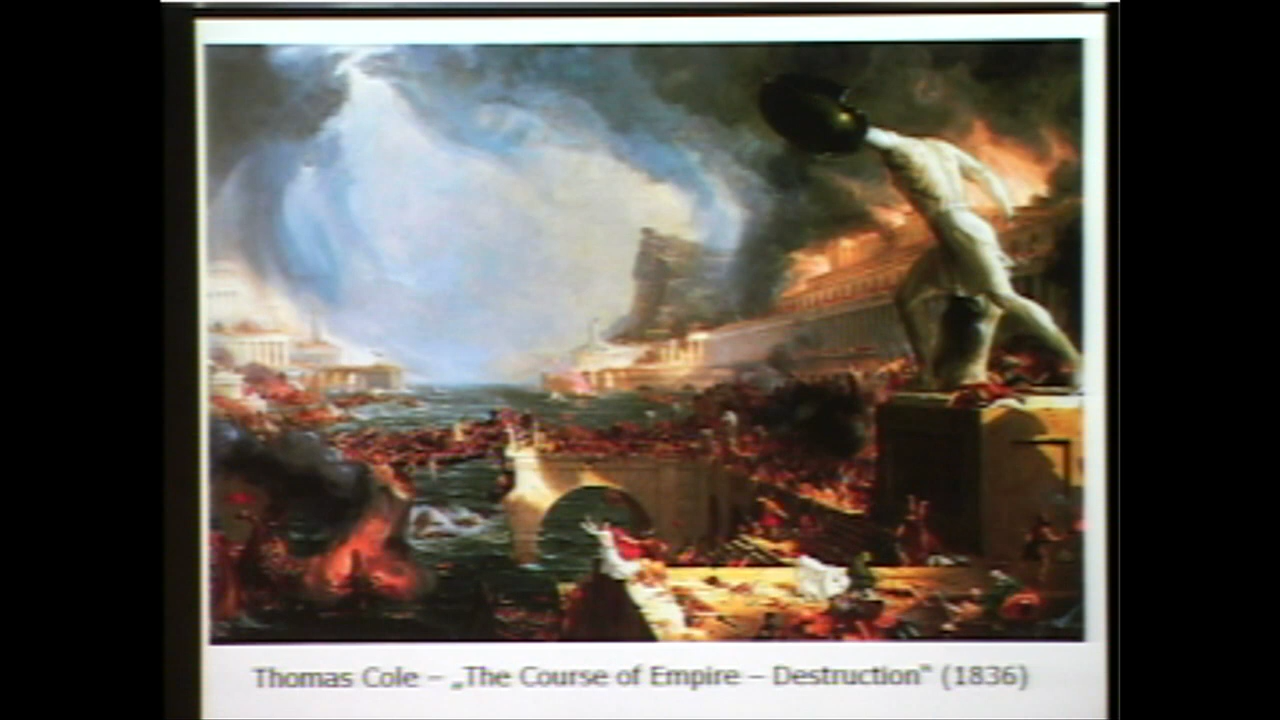 Thomas Cole – „The Course of Empire – Destruction" (1836)